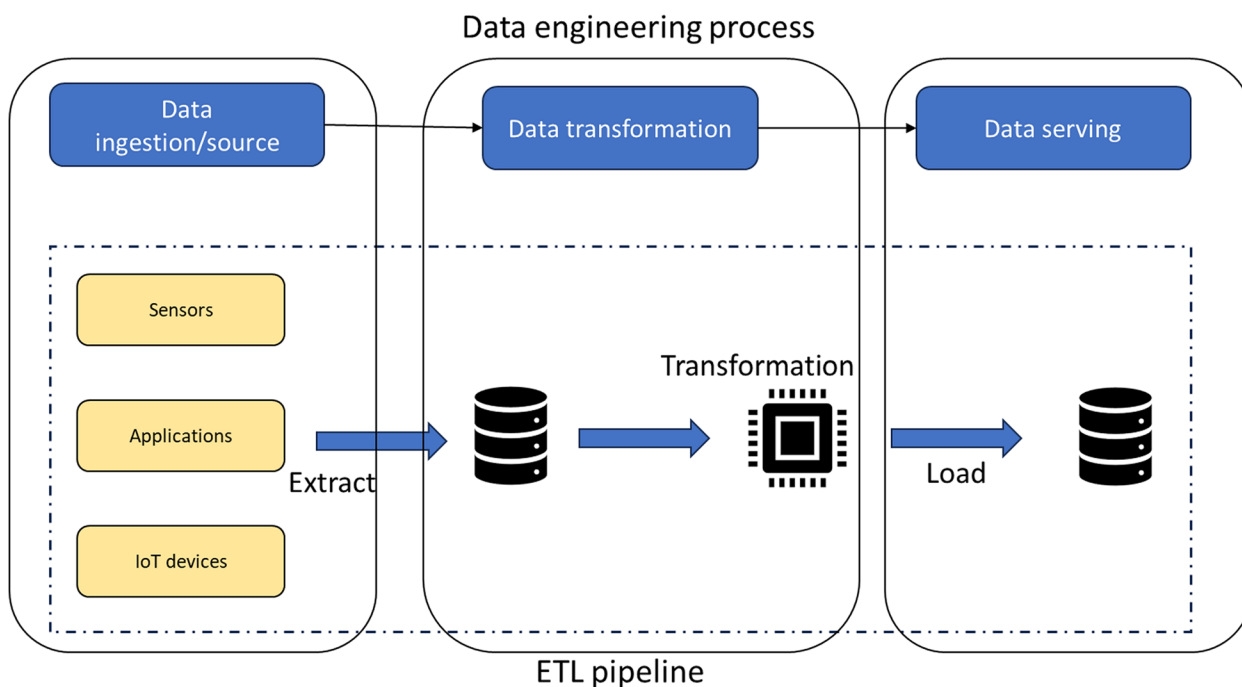 Data engineering process
Data
ingestion/source
Data transformation
Data serving
Sensors
Applications
IoT devices
Extract
Transformation
Load
ETL pipeline